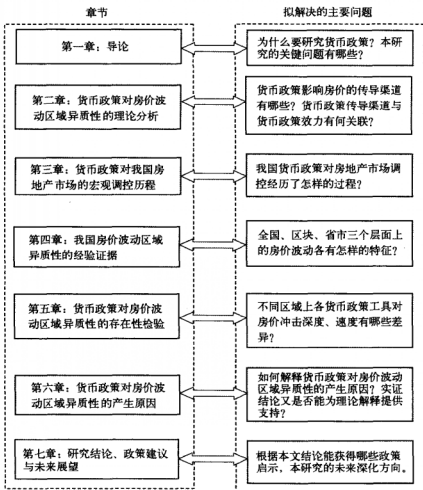 章节
拟解决的主要问题
第一章：导论
为什么要研究货币政策？本研
究的关键问题有哪些？
第二章：货币政策对房价波
动区域异质性的理论分析
货币政策影响房价的传导渠道
有哪些？货币政策传导渠道与
货币政策效力有何关联？
第三章：货币政策对我国房
地产市场的宏观调控历程
我国货币政策对房地产市场调
控经历了怎样的过程？
第四章：我国房价波动区域
异质性的经验证据
全国、区块、省市三个层面上
的房价波动各有怎样的特征？
第五章：货币政策对房价波
动区域异质性的存在性检验
不同区域上各货币政策工具对
房价冲击深度、速度有哪些差
异？
第六章：货币政策对房价波
动区域异质性的产生原因
如何解释货币政策对房价波动
区域异质性的产生原因？实证
结论又是否能为理论解释提供
支持？
第七章：研究结论、政策建议
与未来展望
根据本文结论能获得哪些政策
启示，本研究的未来深化方向。